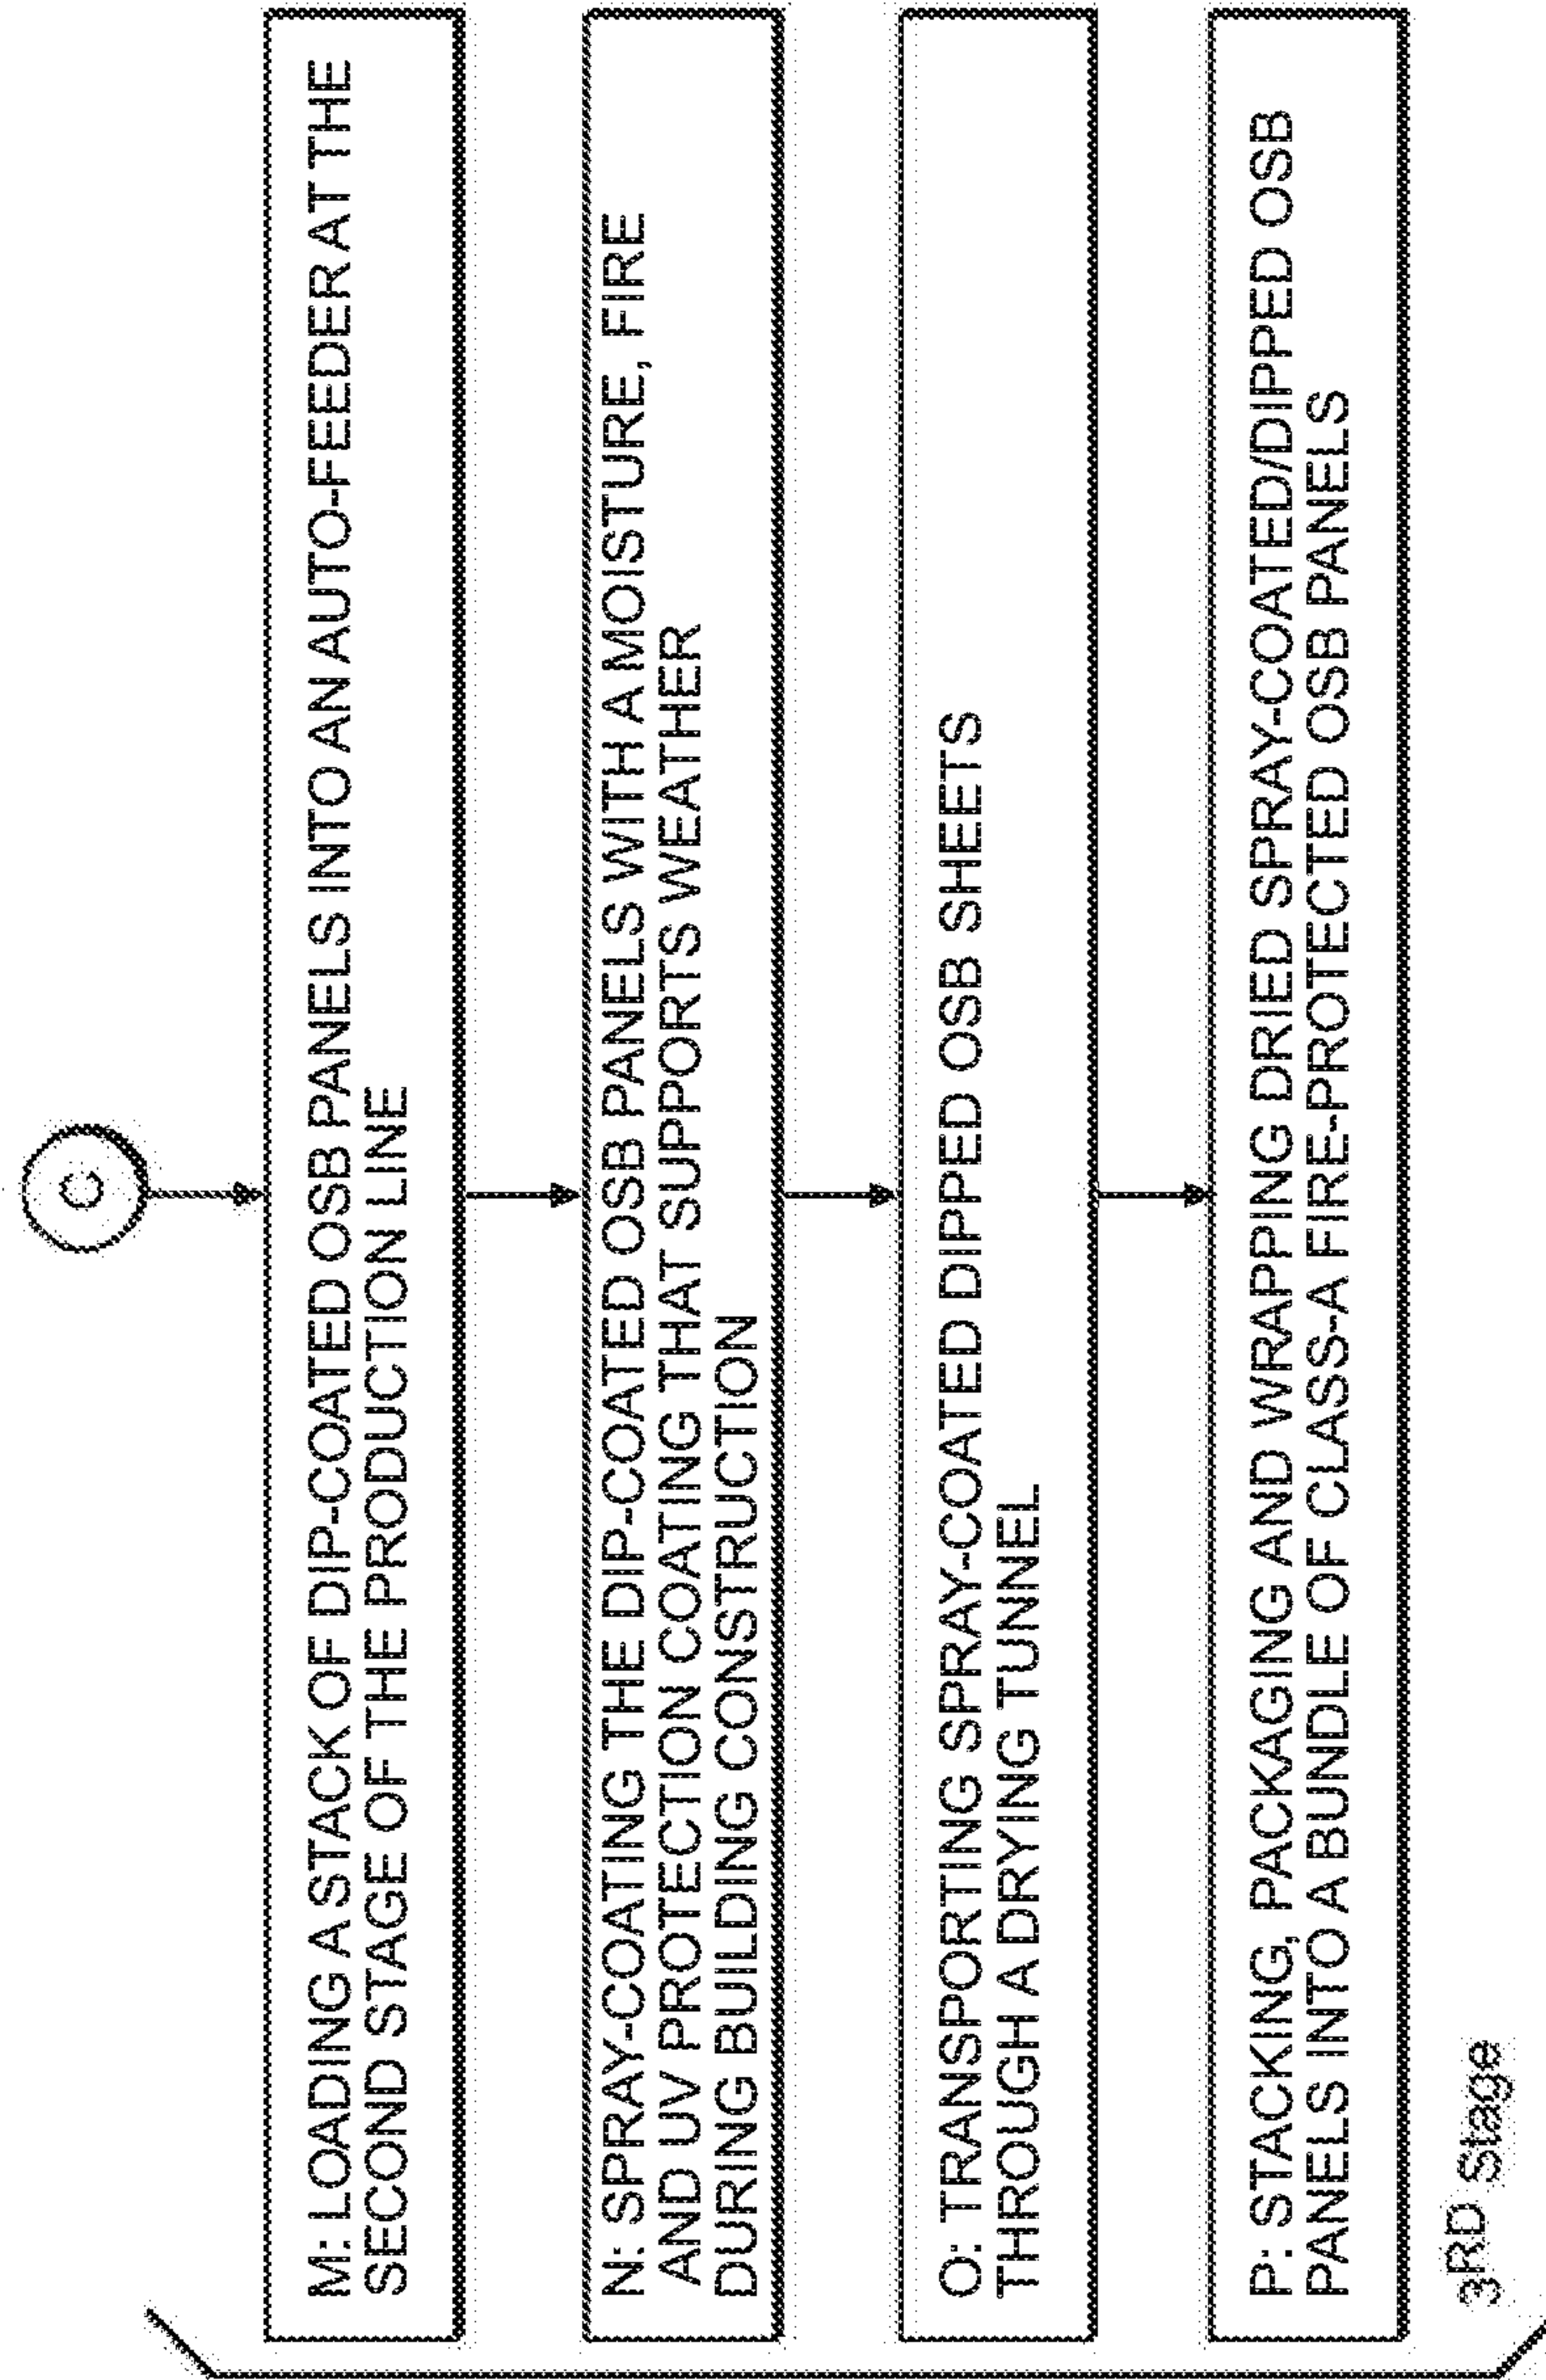 C
M: LOADING A STACK OF DIP-COATED OSB PANELS INTO AN AUTO-FEEDER AT THE
SECOND STAGE OF THE PRODUCTION LINE
N: SPRAY-COATING THE DIP-COATED OSB PANELS WITH A MOISTURE, FIRE
AND UV PROTECTION COATING THAT SUPPORTS WEATHER
DURING BUILDING CONSTRUCTION
O: TRANSPORTING SPRAY-COATED DIPPED OSB SHEETS
THROUGH A DRYING TUNNEL
P: STACKING, PACKAGING AND WRAPPING DRIED SPRAY-COATED/DIPPED OSB
PANELS INTO A BUNDLE OF CLASS-A FIRE-PROTECTED OSB PANELS
3RD Stage